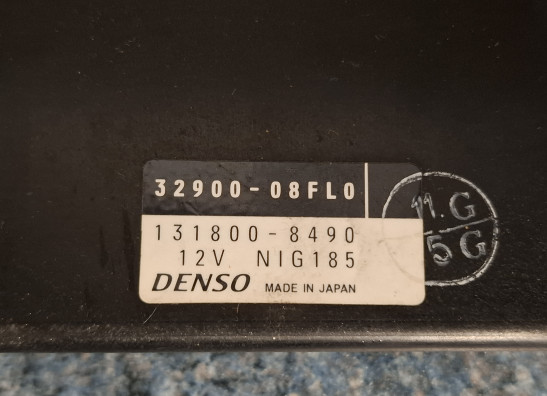 32900-08FL0
131800-8490
12V NIG185
DENSO MADE IN JAPAN
11.G
5G